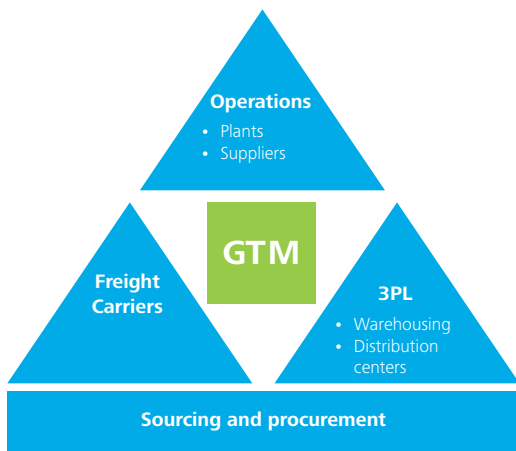 Operations
• Plants
• Suppliers
GTM
Freight
Carriers
3PL
• Warehousing
• Distribution
centers
Sourcing and procurement